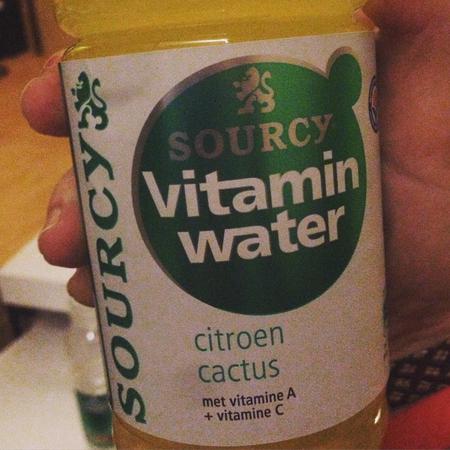 SOURCY
SOURCY
Vitamin
water
citroen
cactus
met vitamine A
+ vitamine C